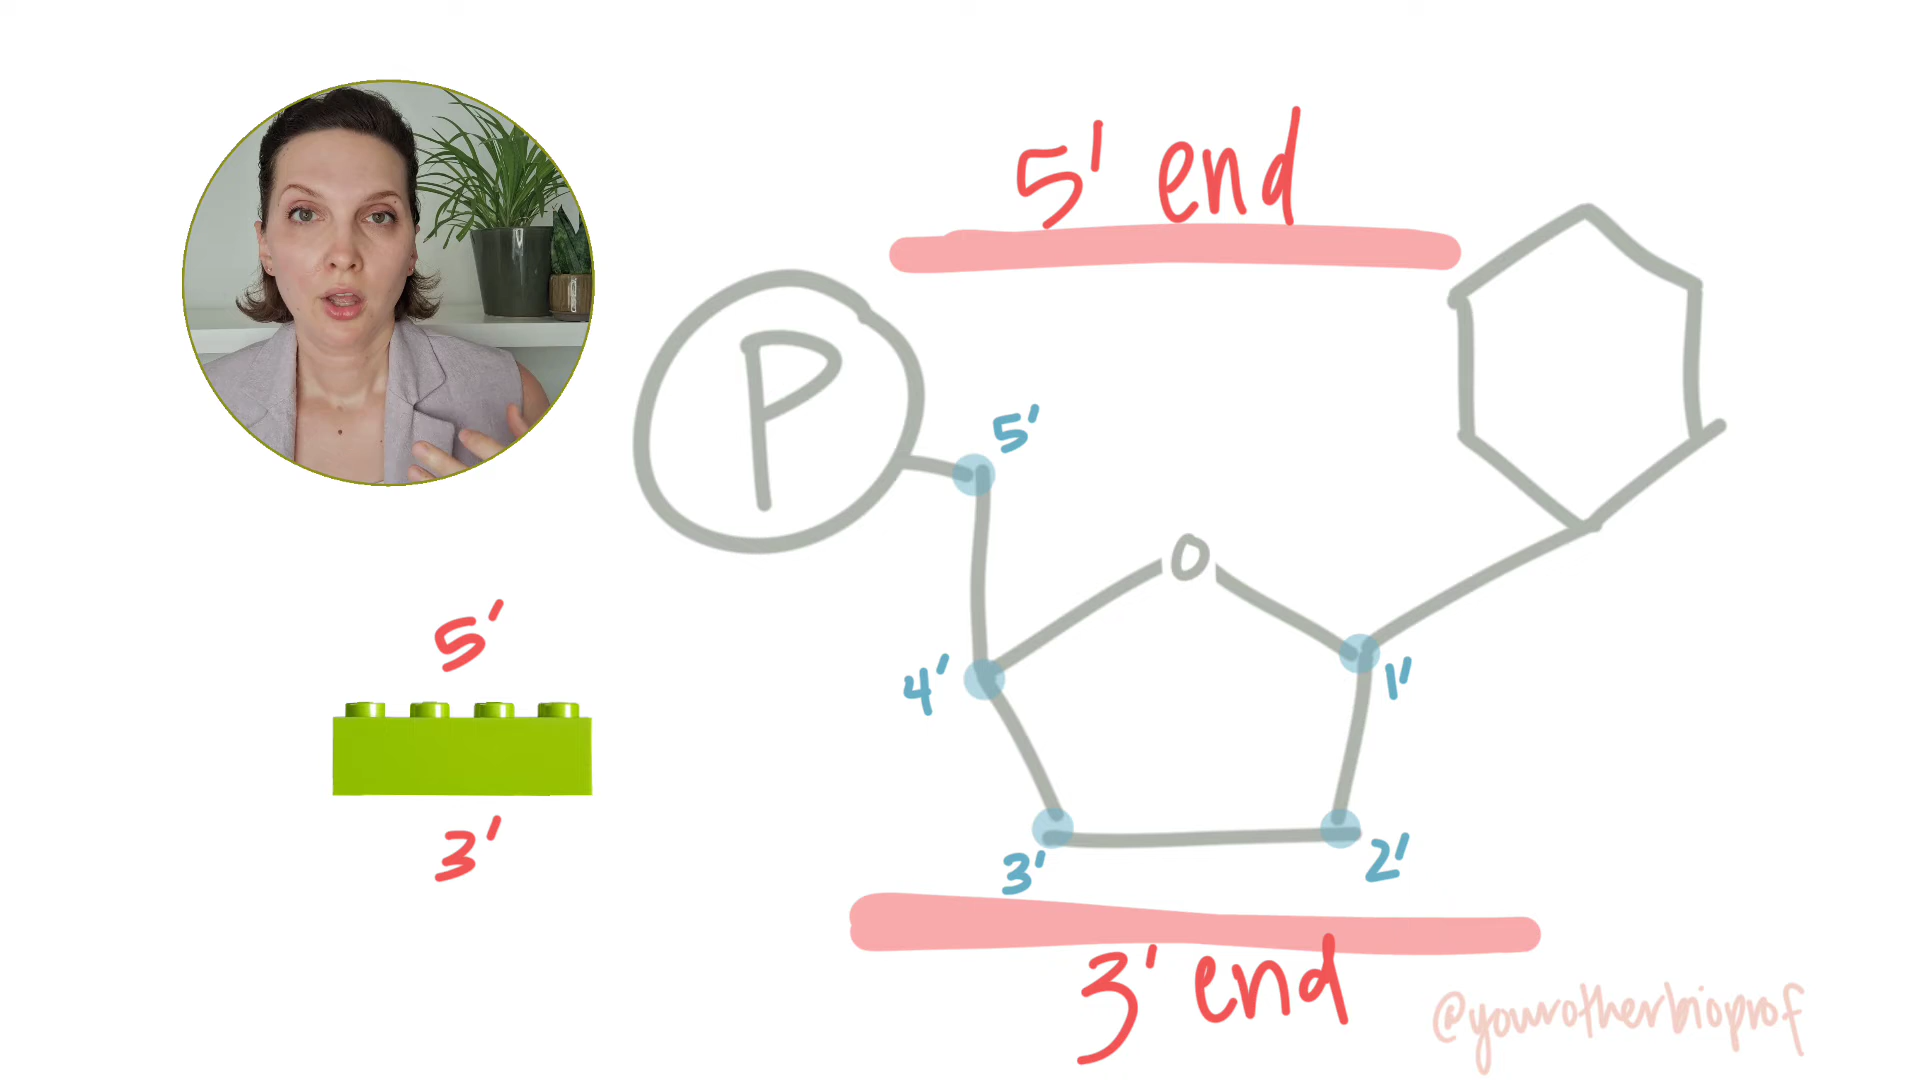 5' end
P
5'
O
4'
1'
3'
2'
3' end
5'
3'
@yourotherbioprof